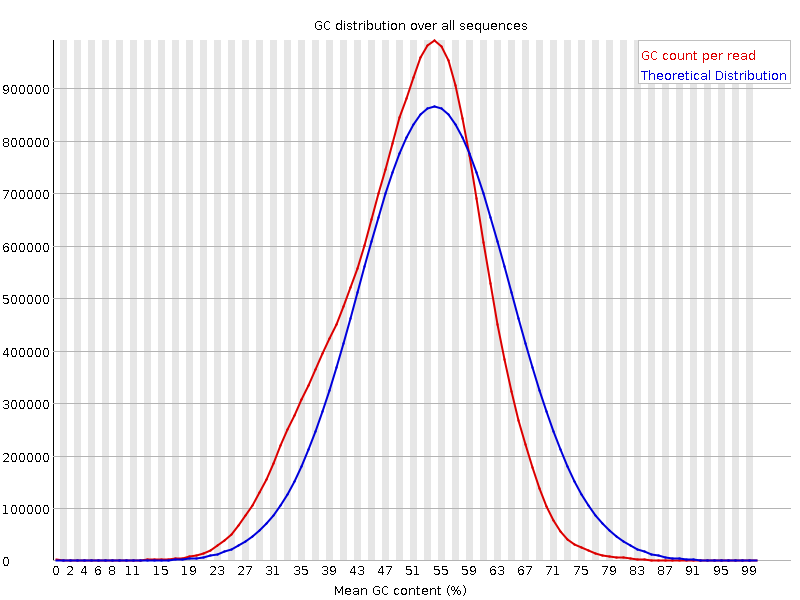 GC distribution over all sequences
GC count per read
Theoretical Distribution
900000
800000
700000
600000
500000
400000
300000
200000
100000
0
0 2 4 6 8 11 15 19 23 27 31 35 39 43 47 51 55 59 63 67 71 75 79 83 87 91 95 99
Mean GC content (%)